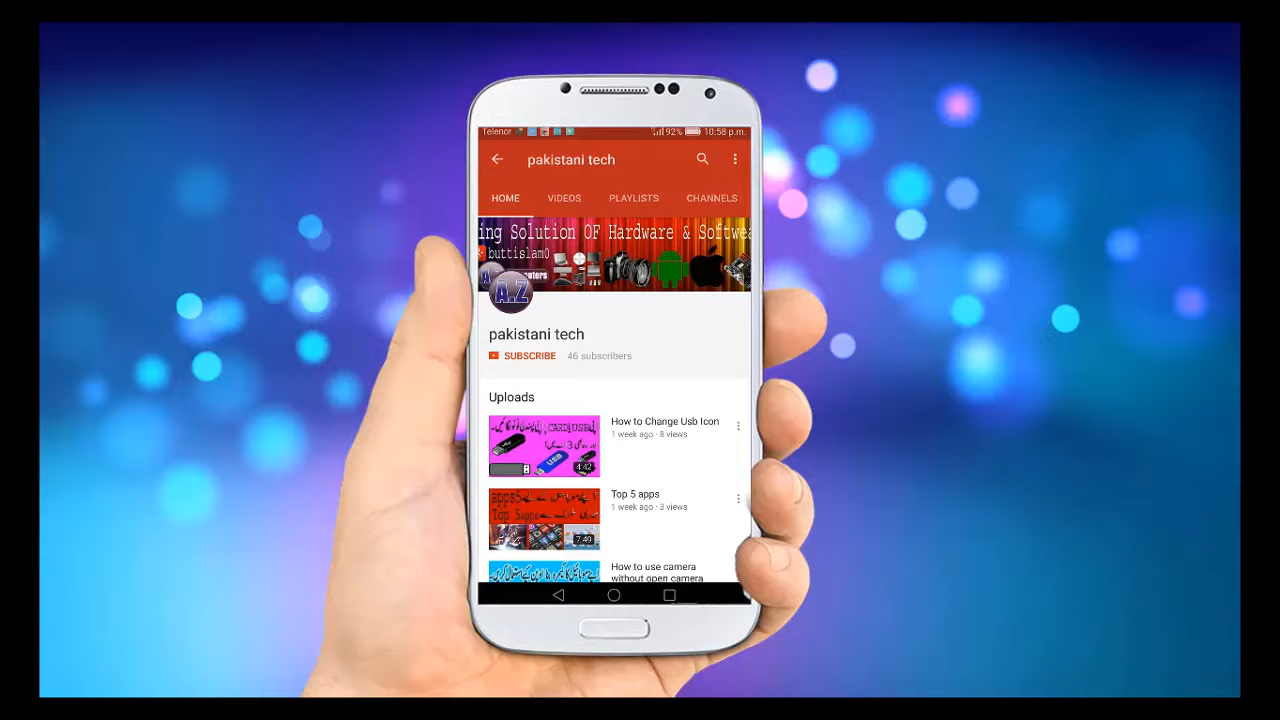 Telenor 92% 10:58 p.m.
pakistani tech
HOME VIDEOS PLAYLISTS CHANNELS
ing Solution OF Hardware & Softwa
buttislam0
A.Z
pakistani tech
SUBSCRIBE 46 subscribers
Uploads
How to Change Usb Icon
1 week ago · 8 views
USB
4:42
Top 5 apps
1 week ago · 3 views
Top 5apps
7:49
How to use camera
without open camera